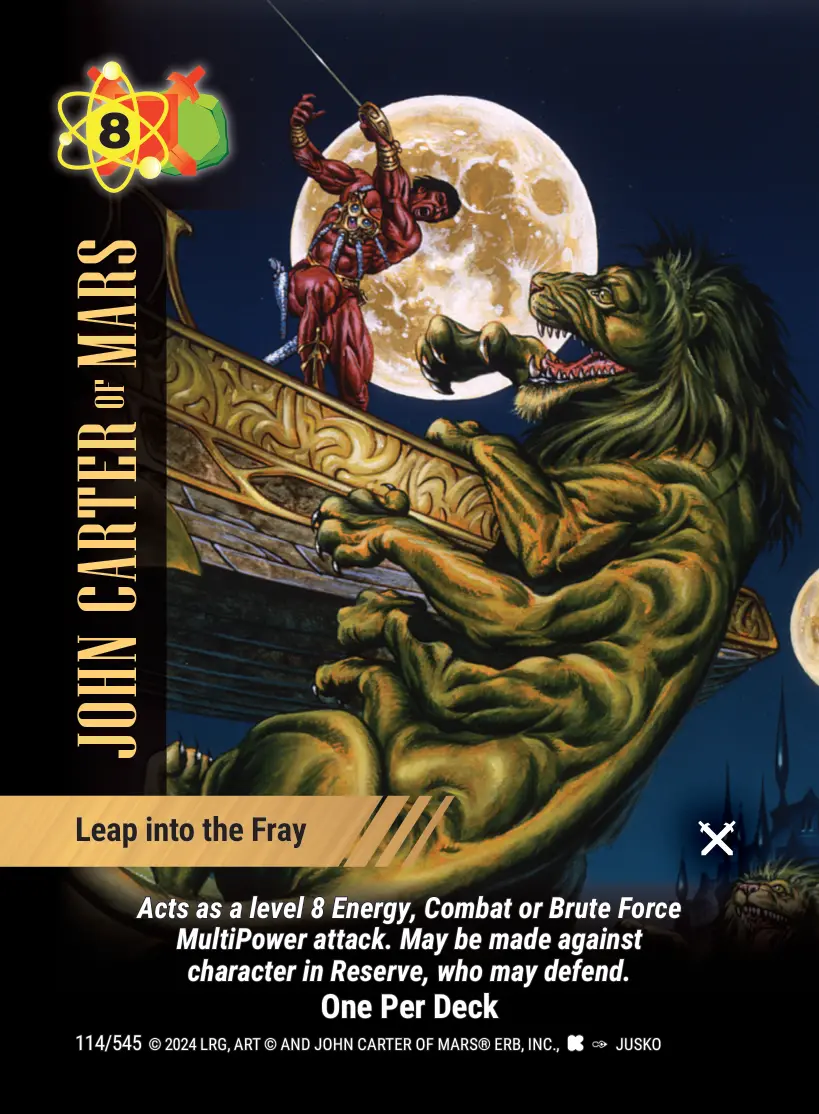 8
JOHN CARTER OF MARS
Leap into the Fray
Acts as a level 8 Energy, Combat or Brute Force
MultiPower attack. May be made against
character in Reserve, who may defend.
One Per Deck
114/545 © 2024 LRG, ART © AND JOHN CARTER OF MARS® ERB, INC., JUSKO